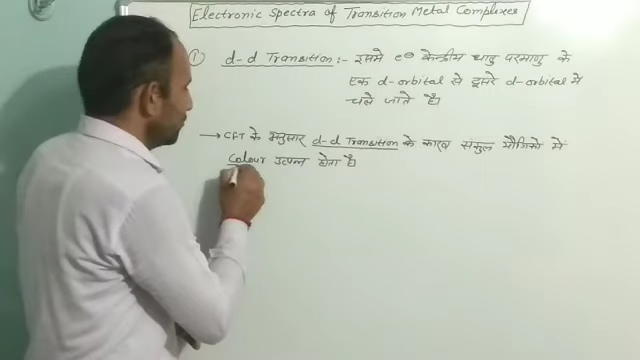 Electronic Spectra of Transition Metal Complexes
① d-d Transition :- इसमे e⊖ केन्द्रीय धातु परमाणु के
एक d-orbital से दूसरे d-orbital मे
चले जाते है।
→ CFT के अनुसार d-d Transition के कारण संकुल यौगिको में
Colour उत्पन्न होता है।